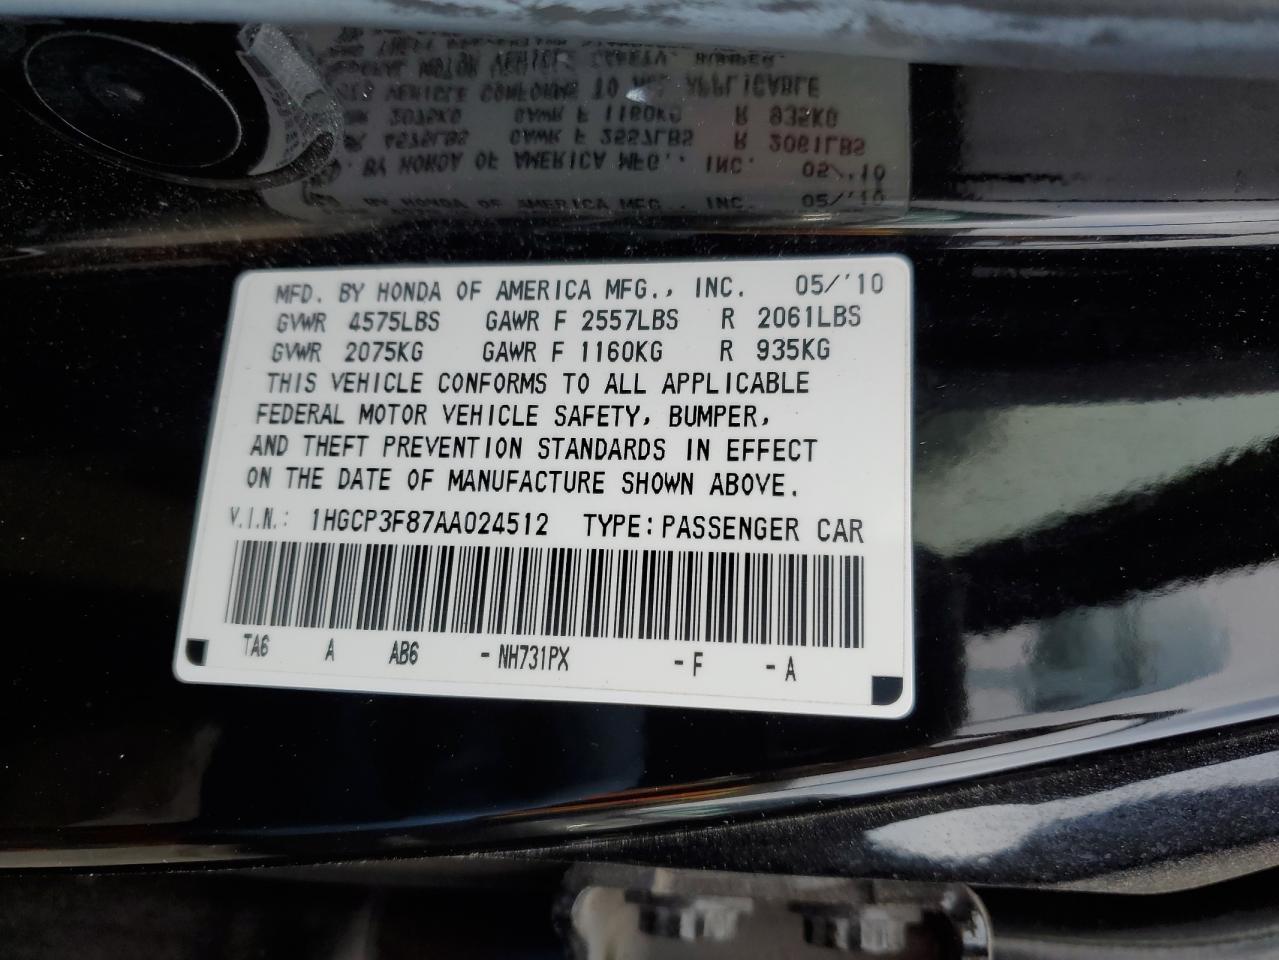 MFD. BY HONDA OF AMERICA MFG., INC. 05/'10
GVWR 4575LBS GAWR F 2557LBS R 2061LBS
GVWR 2075KG GAWR F 1160KG R 935KG
THIS VEHICLE CONFORMS TO ALL APPLICABLE
FEDERAL MOTOR VEHICLE SAFETY, BUMPER,
AND THEFT PREVENTION STANDARDS IN EFFECT
ON THE DATE OF MANUFACTURE SHOWN ABOVE.
V.I.N.: 1HGCP3F87AA024512 TYPE: PASSENGER CAR
TA6 A AB6 - NH731PX - F - A